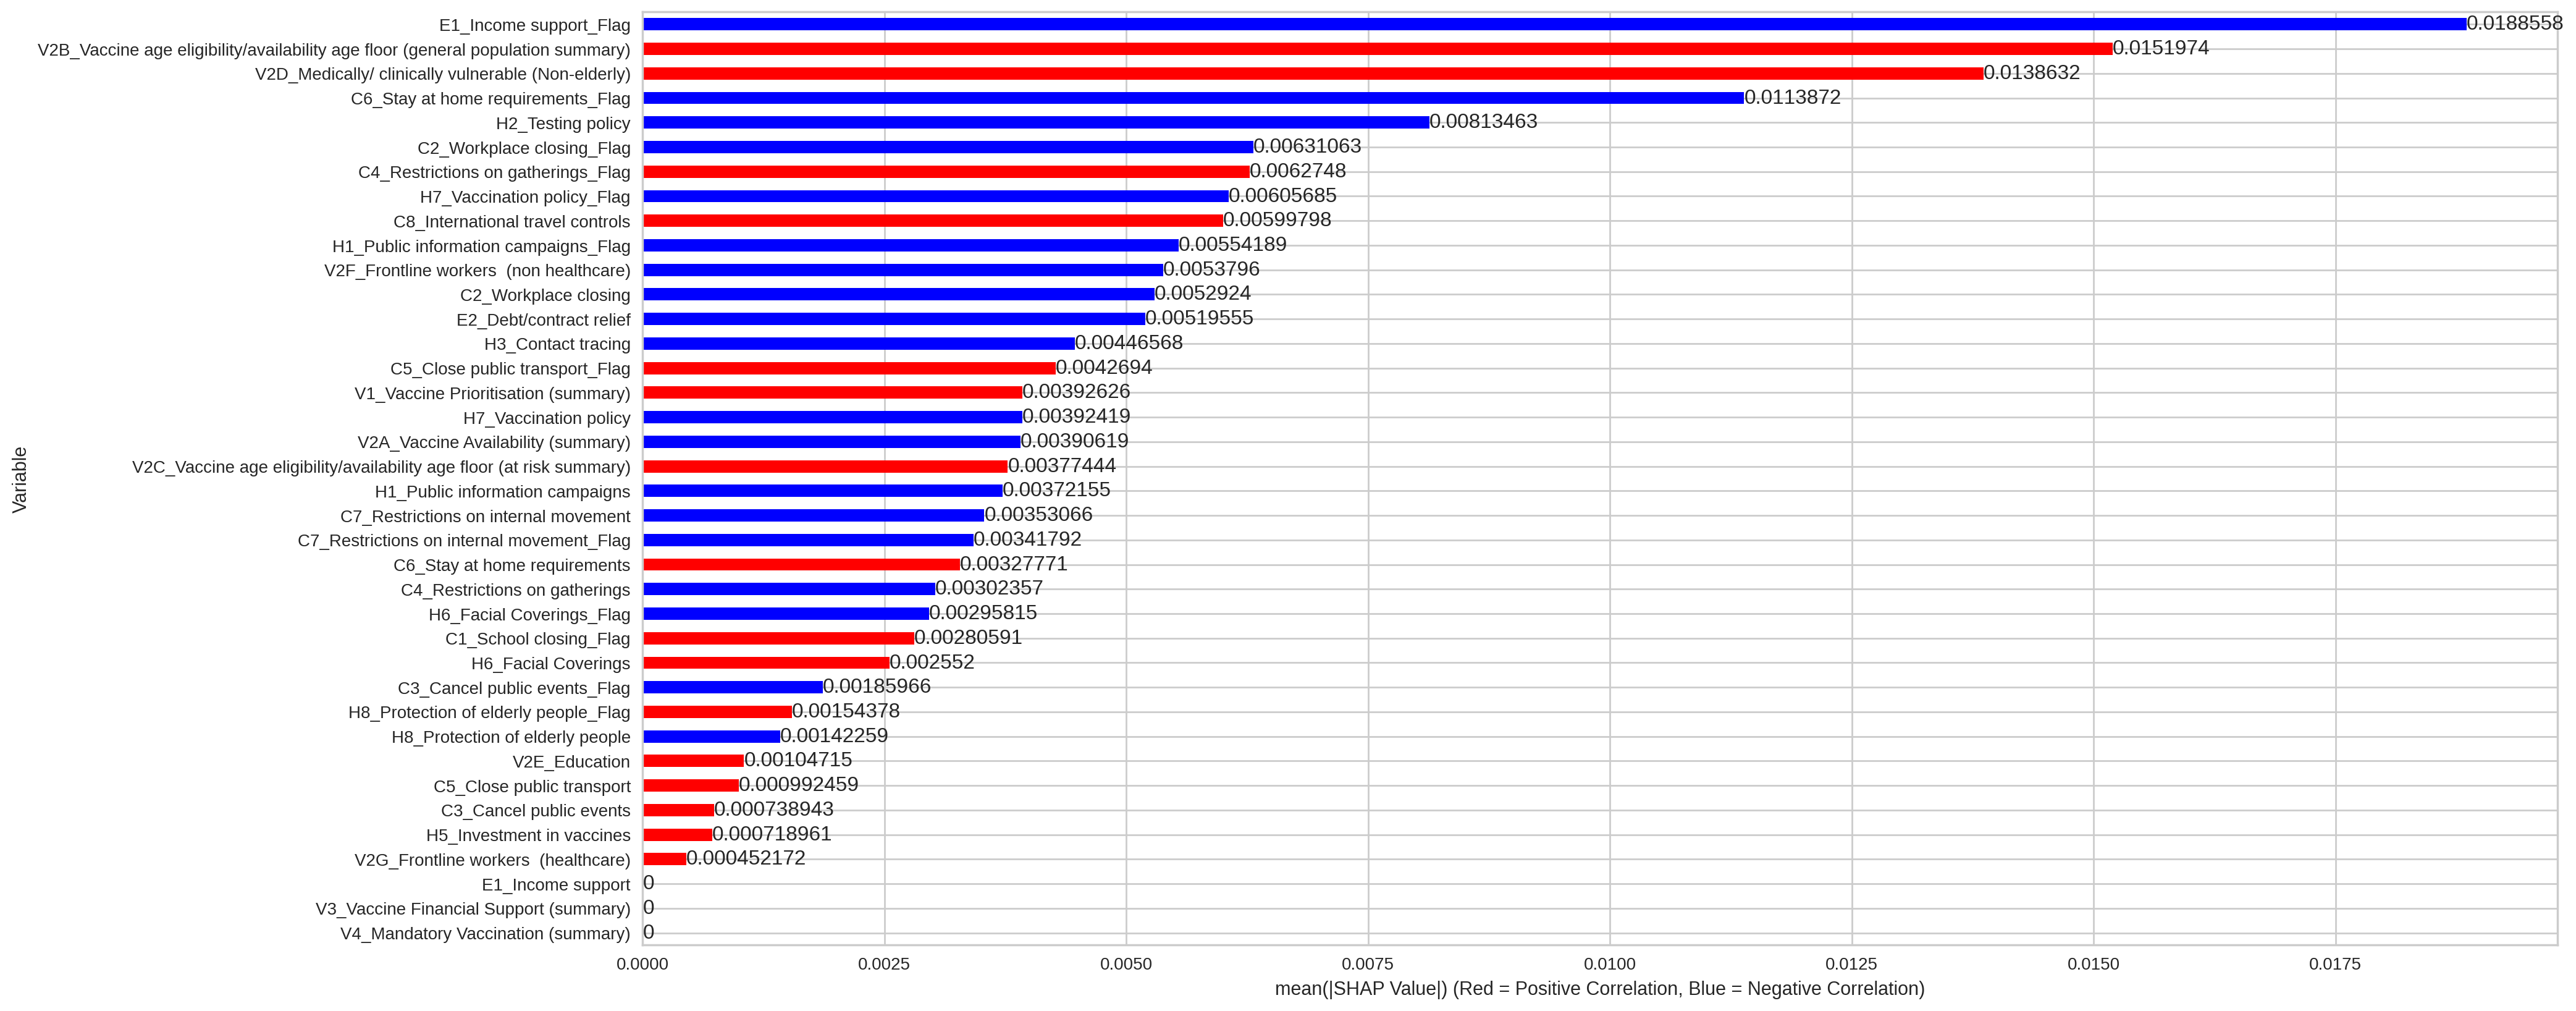 E1_Income support_Flag 0.0188558
V2B_Vaccine age eligibility/availability age floor (general population summary) 0.0151974
V2D_Medically/ clinically vulnerable (Non-elderly) 0.0138632
C6_Stay at home requirements_Flag 0.0113872
H2_Testing policy 0.00813463
C2_Workplace closing_Flag 0.00631063
C4_Restrictions on gatherings_Flag 0.0062748
H7_Vaccination policy_Flag 0.00605685
C8_International travel controls 0.00599798
H1_Public information campaigns_Flag 0.00554189
V2F_Frontline workers  (non healthcare) 0.0053796
C2_Workplace closing 0.0052924
E2_Debt/contract relief 0.00519555
H3_Contact tracing 0.00446568
C5_Close public transport_Flag 0.0042694
V1_Vaccine Prioritisation (summary) 0.00392626
H7_Vaccination policy 0.00392419
V2A_Vaccine Availability (summary) 0.00390619
V2C_Vaccine age eligibility/availability age floor (at risk summary) 0.00377444
H1_Public information campaigns 0.00372155
C7_Restrictions on internal movement 0.00353066
C7_Restrictions on internal movement_Flag 0.00341792
C6_Stay at home requirements 0.00327771
C4_Restrictions on gatherings 0.00302357
H6_Facial Coverings_Flag 0.00295815
C1_School closing_Flag 0.00280591
H6_Facial Coverings 0.002552
C3_Cancel public events_Flag 0.00185966
H8_Protection of elderly people_Flag 0.00154378
H8_Protection of elderly people 0.00142259
V2E_Education 0.00104715
C5_Close public transport 0.000992459
C3_Cancel public events 0.000738943
H5_Investment in vaccines 0.000718961
V2G_Frontline workers  (healthcare) 0.000452172
E1_Income support 0
V3_Vaccine Financial Support (summary) 0
V4_Mandatory Vaccination (summary) 0
Variable
0.0000 0.0025 0.0050 0.0075 0.0100 0.0125 0.0150 0.0175
mean(|SHAP Value|) (Red = Positive Correlation, Blue = Negative Correlation)